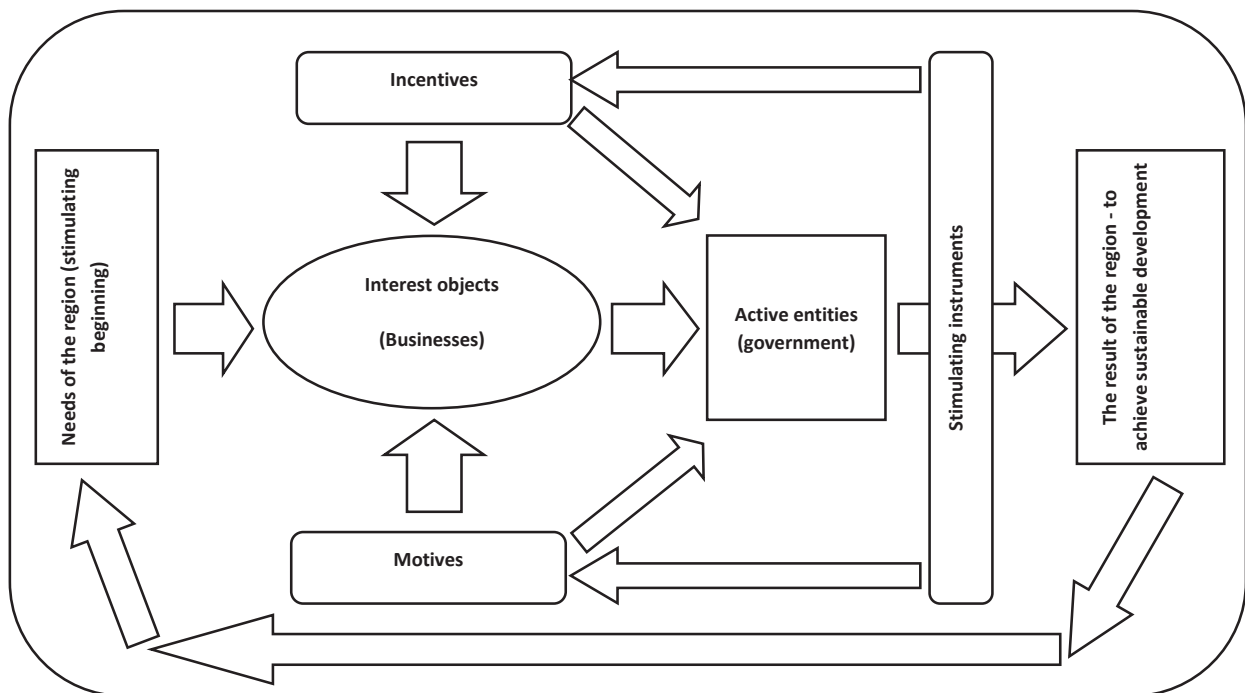 Incentives
Needs of the region (stimulating
beginning)
Interest objects
(Businesses)
Active entities
(government)
Stimulating instruments
The result of the region - to
achieve sustainable development
Motives